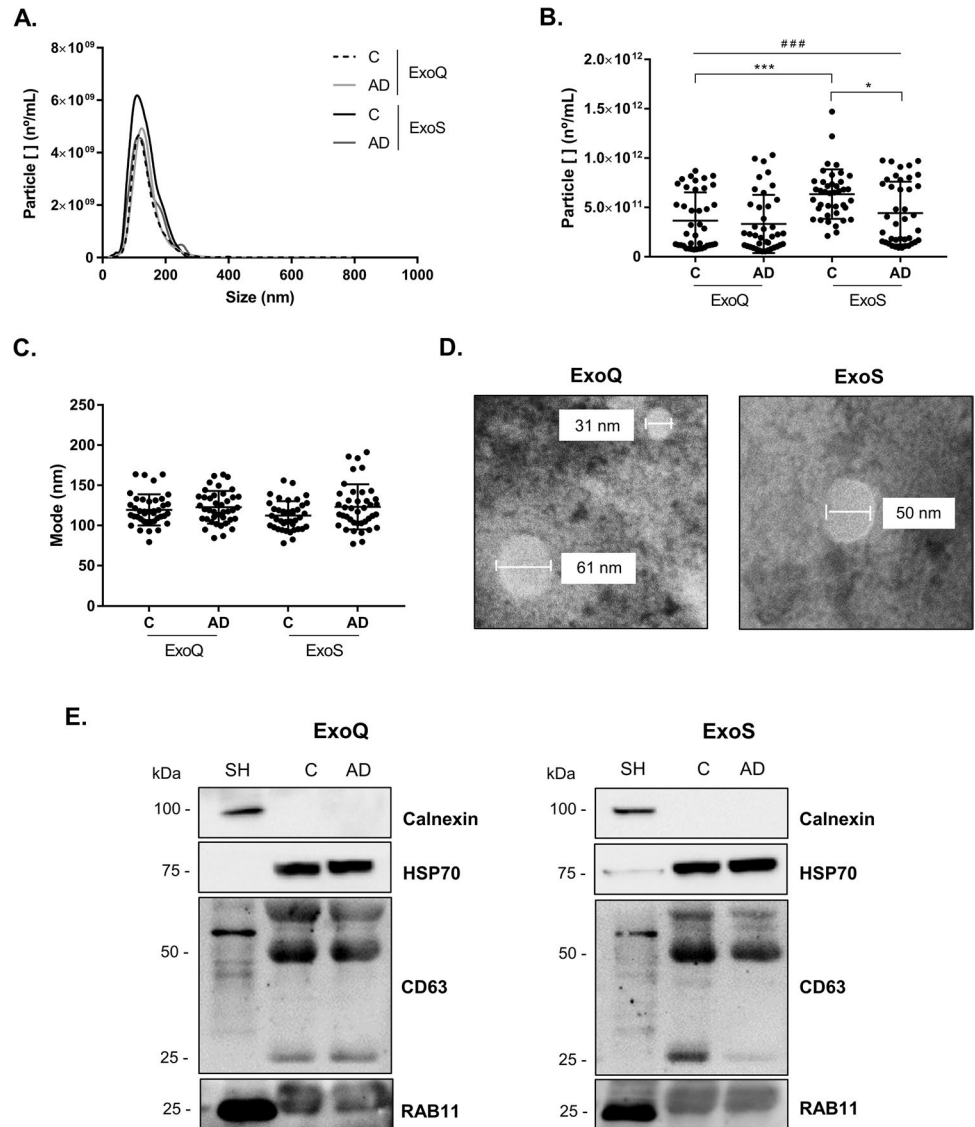 A.
8×10⁰⁹
6×10⁰⁹
4×10⁰⁹
2×10⁰⁹
0
Particle [ ] (nº/mL)
0 200 400 600 800 1000
Size (nm)
C
AD
ExoQ
C
AD
ExoS
B.
###
***
*
2.0×10¹²
1.5×10¹²
1.0×10¹²
5.0×10¹¹
0
Particle [ ] (nº/mL)
C AD C AD
ExoQ ExoS
C.
250
200
150
100
50
0
Mode (nm)
C AD C AD
ExoQ ExoS
D.
ExoQ
31 nm
61 nm
ExoS
50 nm
E.
ExoQ
kDa SH C AD
100 - Calnexin
75 - HSP70
50 -
CD63
25 -
25 - RAB11
ExoS
kDa SH C AD
100 - Calnexin
75 - HSP70
50 -
CD63
25 -
25 - RAB11